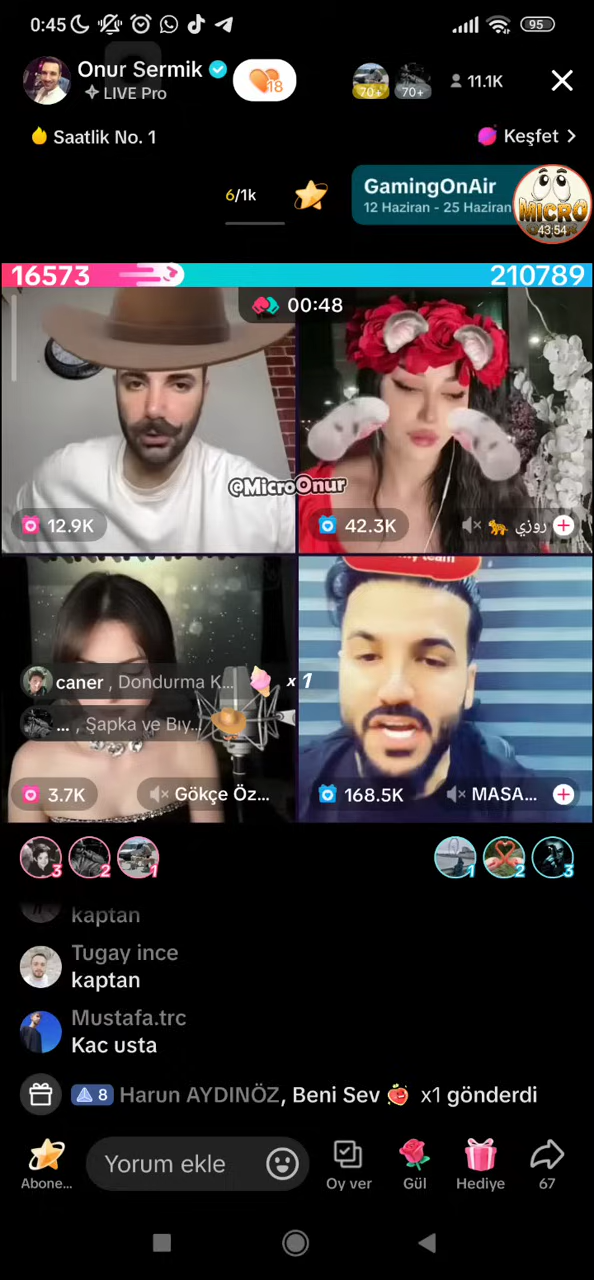 0:45
95
Onur Sermik
LIVE Pro
18
70+
70+
11.1K
Saatlik No. 1
Keşfet
6/1k
GamingOnAir
12 Haziran - 25 Haziran
MICRO
43:54
16573
210789
00:48
@MicroOnur
12.9K
42.3K
روزي
my team
caner , Dondurma K...
x 1
... , Şapka ve Bıy...
3.7K
Gökçe Öz...
168.5K
MASA...
3
2
1
1
2
3
kaptan
Tugay ince
kaptan
Mustafa.trc
Kac usta
8 Harun AYDINÖZ, Beni Sev x1 gönderdi
Yorum ekle
Abone...
Oy ver
Gül
Hediye
67